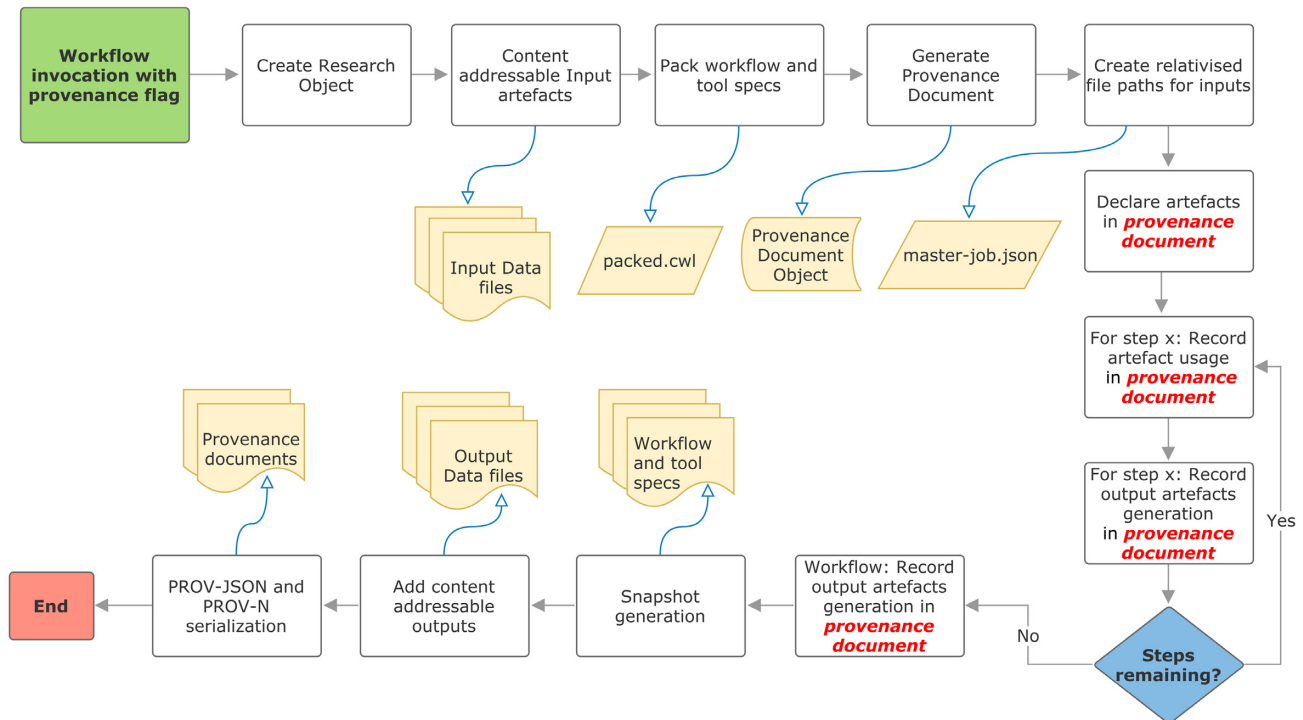 Workflow
invocation with
provenance flag
Create Research
Object
Content
addressable Input
artefacts
Pack workflow and
tool specs
Generate
Provenance
Document
Create relativised
file paths for inputs
Input Data
files
packed.cwl
Provenance
Document
Object
master-job.json
Declare artefacts
in provenance
document
For step x: Record
artefact usage
in provenance
document
For step x: Record
output artefacts
generation
in provenance
document
Yes
Steps
remaining?
No
Workflow: Record
output artefacts
generation in
provenance
document
Snapshot
generation
Workflow
and tool
specs
Add content
addressable
outputs
Output
Data files
PROV-JSON and
PROV-N
serialization
Provenance
documents
End